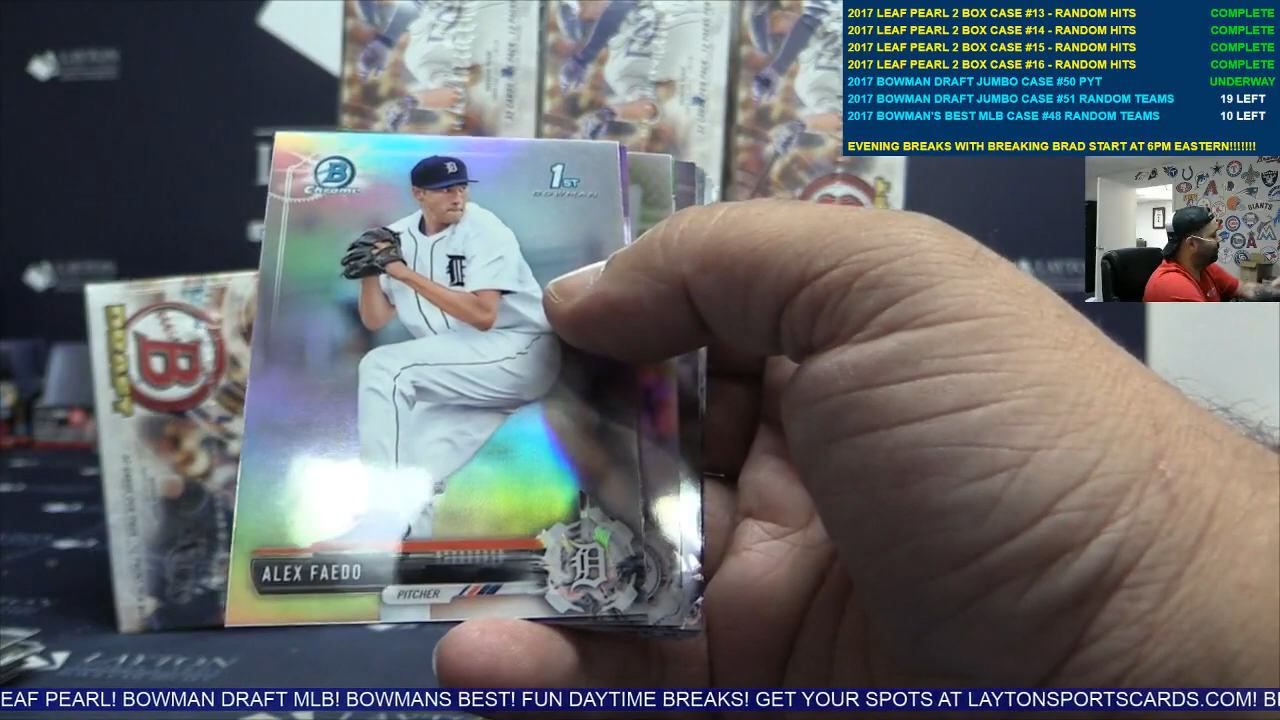 2017 LEAF PEARL 2 BOX CASE #13 - RANDOM HITS COMPLETE
2017 LEAF PEARL 2 BOX CASE #14 - RANDOM HITS COMPLETE
2017 LEAF PEARL 2 BOX CASE #15 - RANDOM HITS COMPLETE
2017 LEAF PEARL 2 BOX CASE #16 - RANDOM HITS COMPLETE
2017 BOWMAN DRAFT JUMBO CASE #50 PYT UNDERWAY
2017 BOWMAN DRAFT JUMBO CASE #51 RANDOM TEAMS 19 LEFT
2017 BOWMAN'S BEST MLB CASE #48 RANDOM TEAMS 10 LEFT
EVENING BREAKS WITH BREAKING BRAD START AT 6PM EASTERN!!!!!!!
LAYTON
B
Chrome
1ST
BOWMAN
D
GIANTS
B
DRAFT
D
ALEX FAEDO
PITCHER
LAYTON
EAF PEARL! BOWMAN DRAFT MLB! BOWMANS BEST! FUN DAYTIME BREAKS! GET YOUR SPOTS AT LAYTONSPORTSCARDS.COM! B